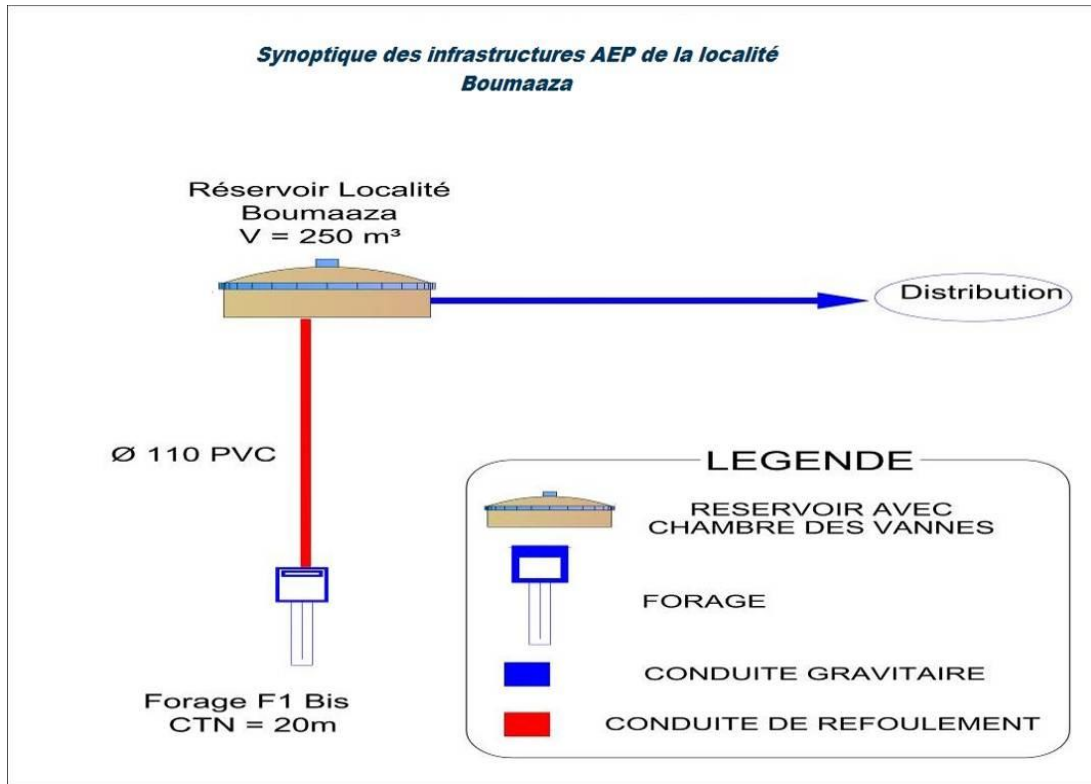 Synoptique des infrastructures AEP de la localité
Boumaaza
Réservoir Localité
Boumaaza
V = 250 m³
Distribution
Ø 110 PVC
Forage F1 Bis
CTN = 20m
LEGENDE
RESERVOIR AVEC
CHAMBRE DES VANNES
FORAGE
CONDUITE GRAVITAIRE
CONDUITE DE REFOULEMENT